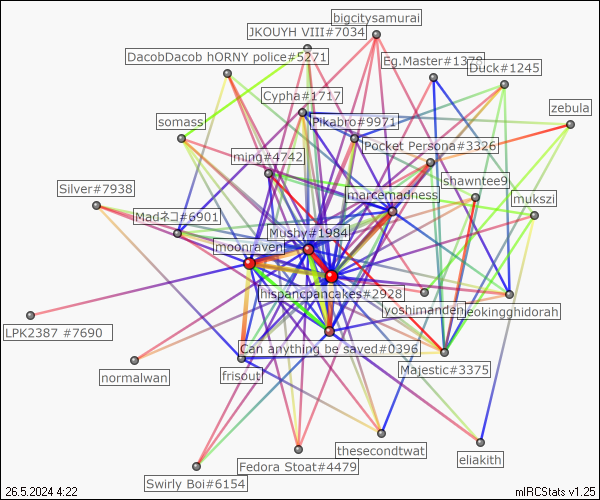 bigcitysamurai
JKOUYH VIII#7034
DacobDacob hORNY police#5271
Eg.Master#1378
Duck#1245
Cypha#1717
zebula
somass
Pikabro#9971
Pocket Persona#3326
ming#4742
shawntee9
Silver#7938
marcemadness
mukszi
Madネコ#6901
Mushy#1984
moonraven
hispancpancakes#2928
yoshimanden
neokingghidorah
LPK2387 #7690
Can anything be saved#0396
Majestic#3375
normalwan
frisout
thesecondtwat
eliakith
Fedora Stoat#4479
Swirly Boi#6154
26.5.2024 4:22
mIRCStats v1.25